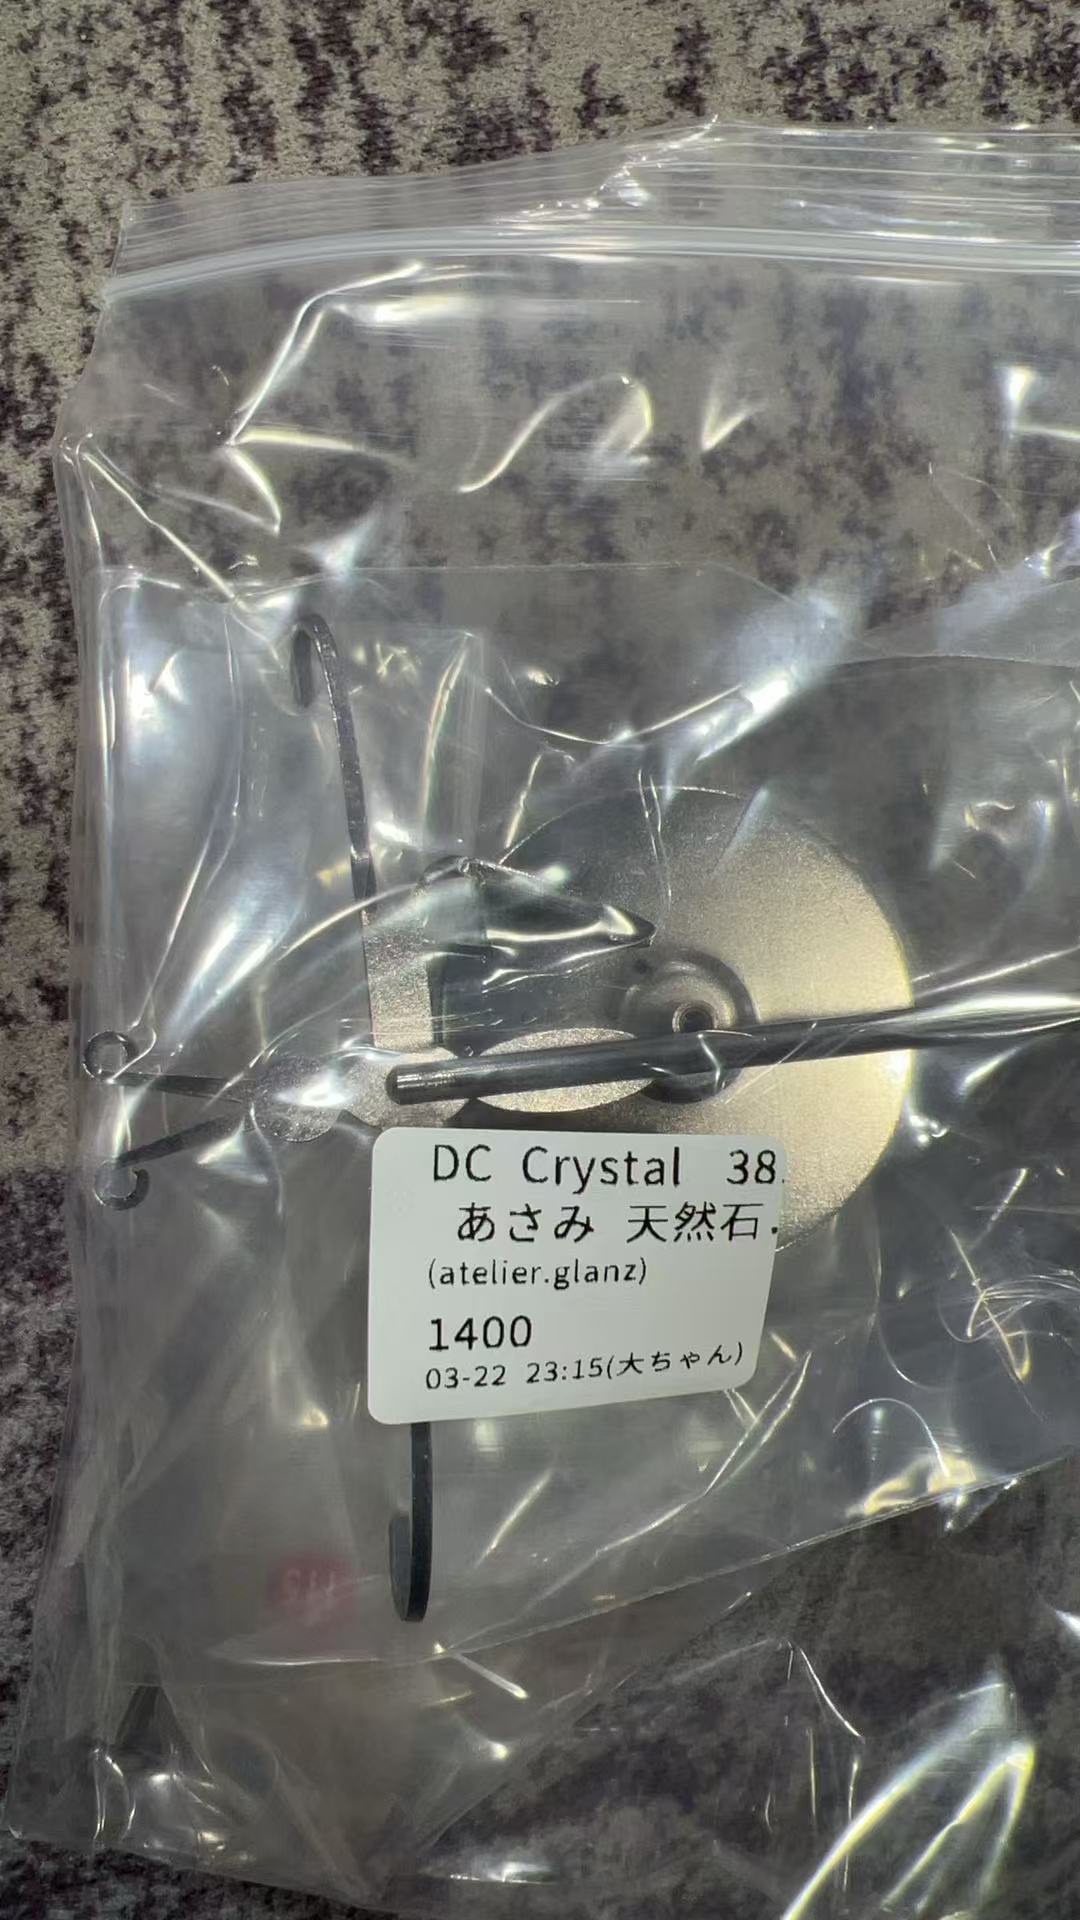 DC Crystal 38.
あさみ 天然石.
(atelier.glanz)
1400
03-22 23:15(大ちゃん)